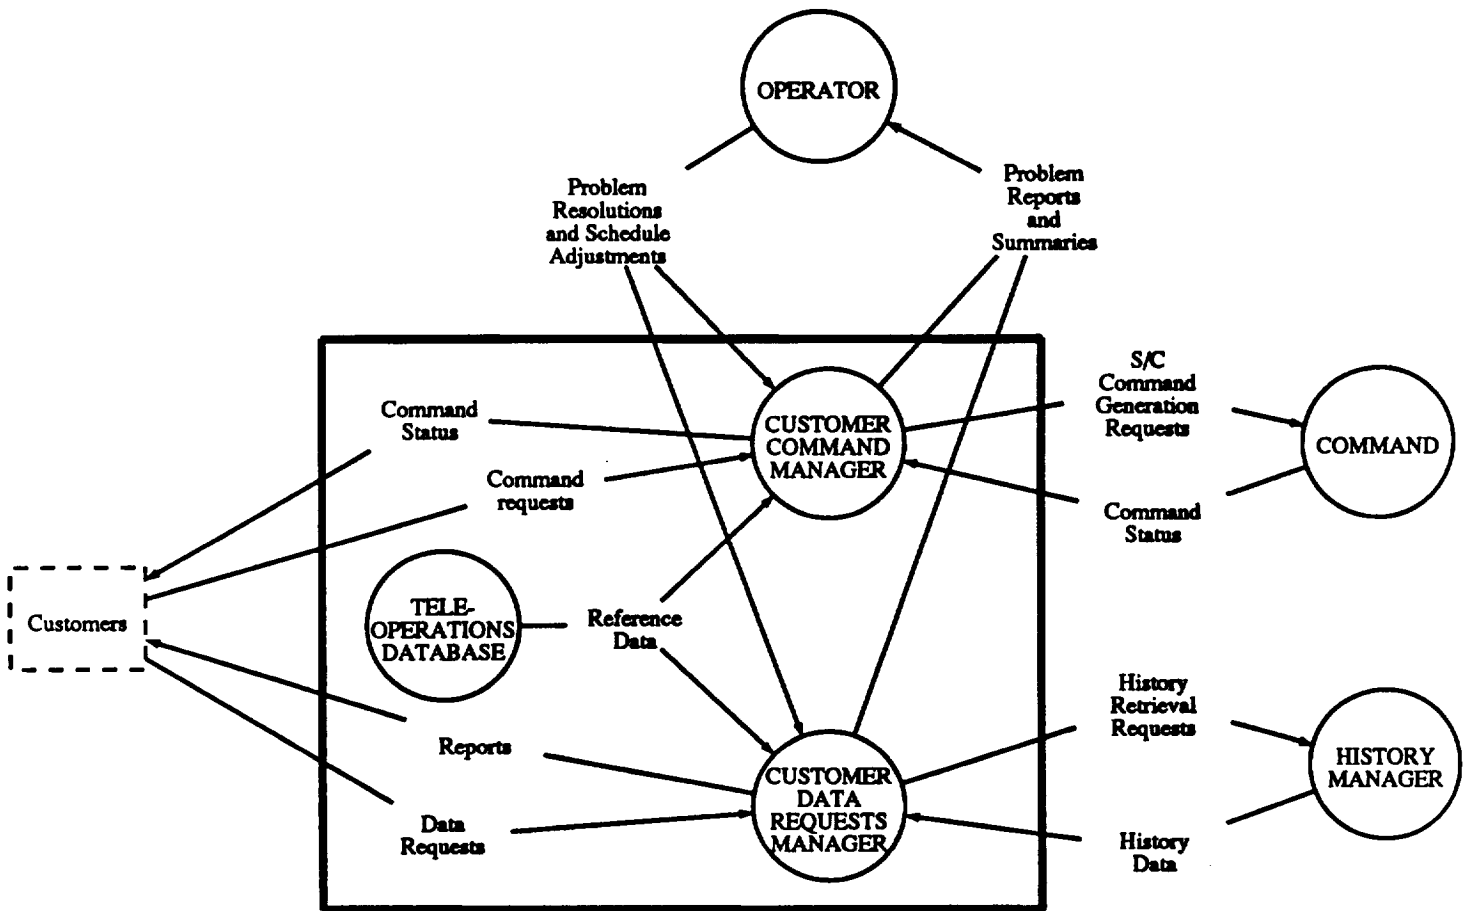 OPERATOR
Problem
Resolutions
and Schedule
Adjustments
Problem
Reports
and
Summaries
Command
Status
Command
requests
CUSTOMER
COMMAND
MANAGER
S/C
Command
Generation
Requests
COMMAND
Command
Status
Customers
TELE-
OPERATIONS
DATABASE
Reference
Data
Reports
Data
Requests
CUSTOMER
DATA
REQUESTS
MANAGER
History
Retrieval
Requests
HISTORY
MANAGER
History
Data